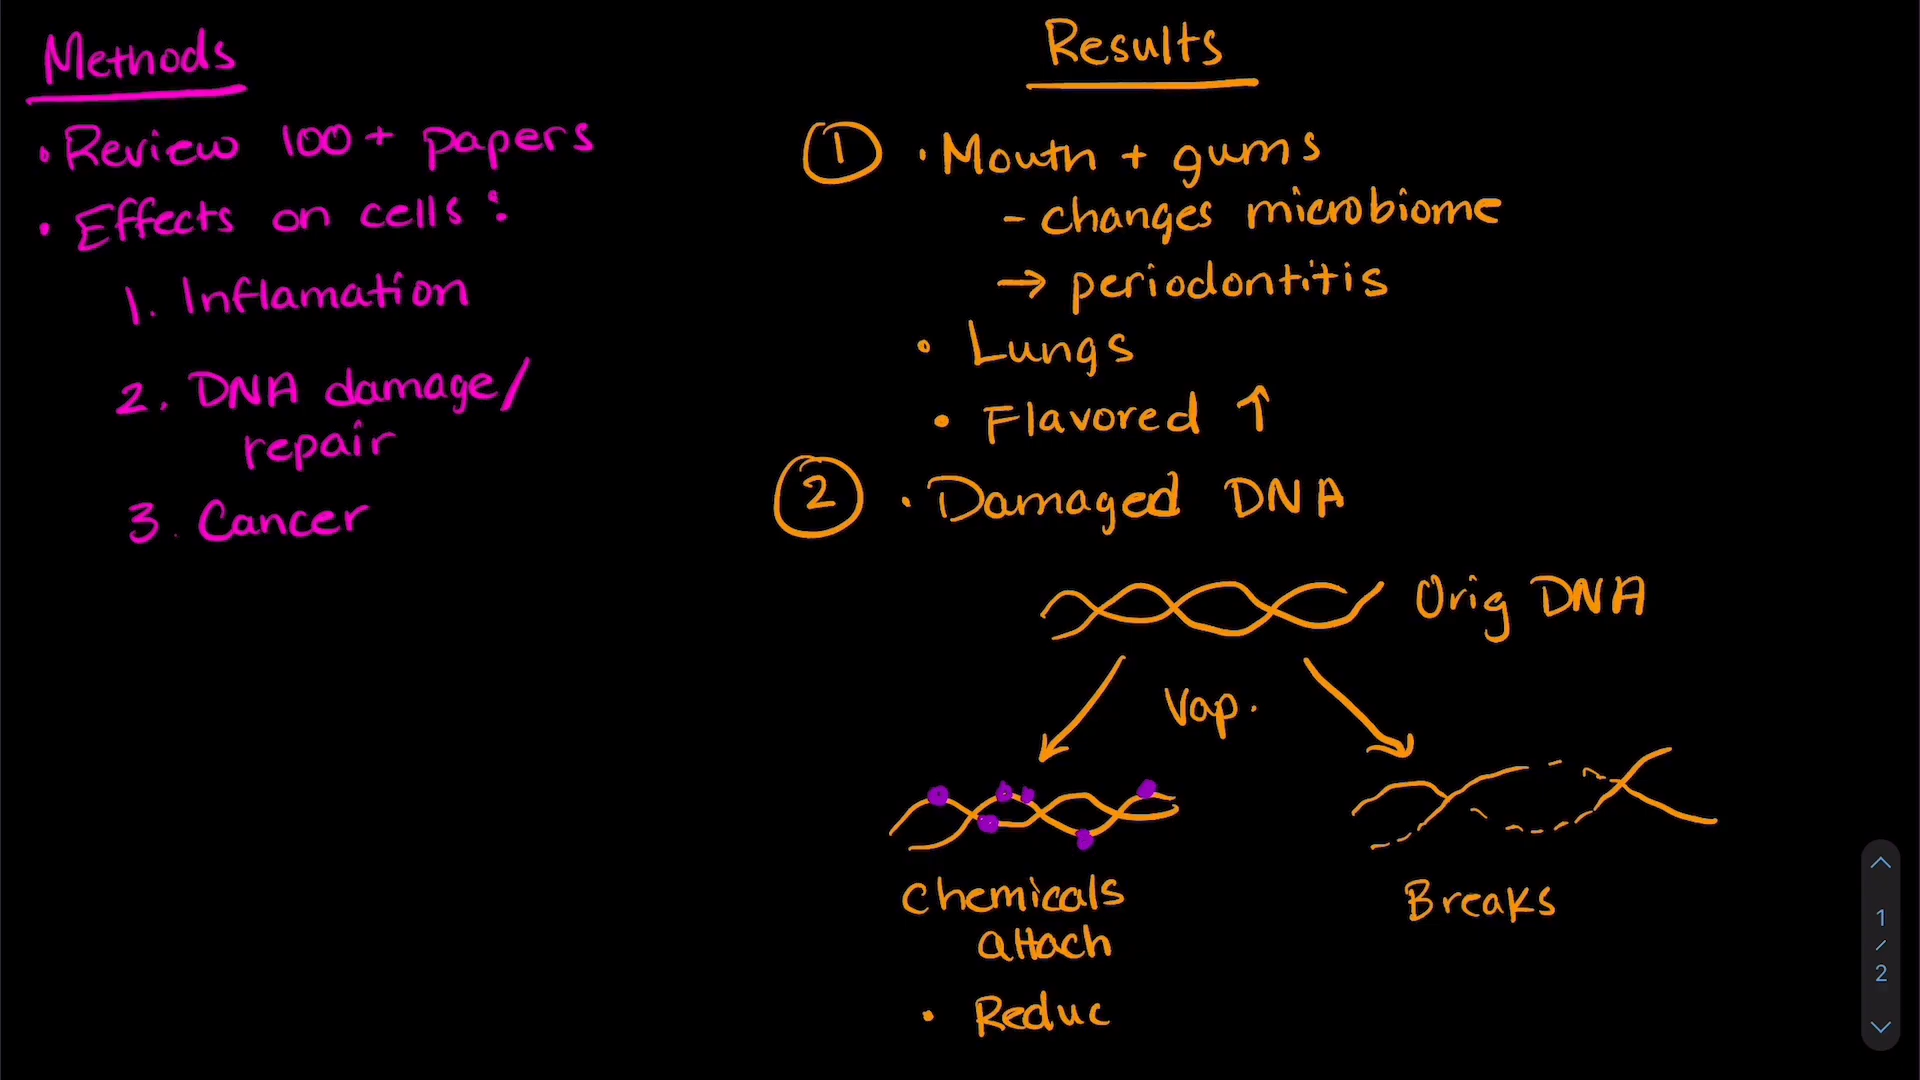 Methods
• Review 100+ papers
• Effects on cells:
1. Inflamation
2. DNA damage/
repair
3. Cancer
Results
1 • Mouth + gums
- changes microbiome
→ periodontitis
• Lungs
• Flavored ↑
2 • Damaged DNA
Orig DNA
Vap.
Chemicals
attach
Breaks
• Reduc
1
/
2